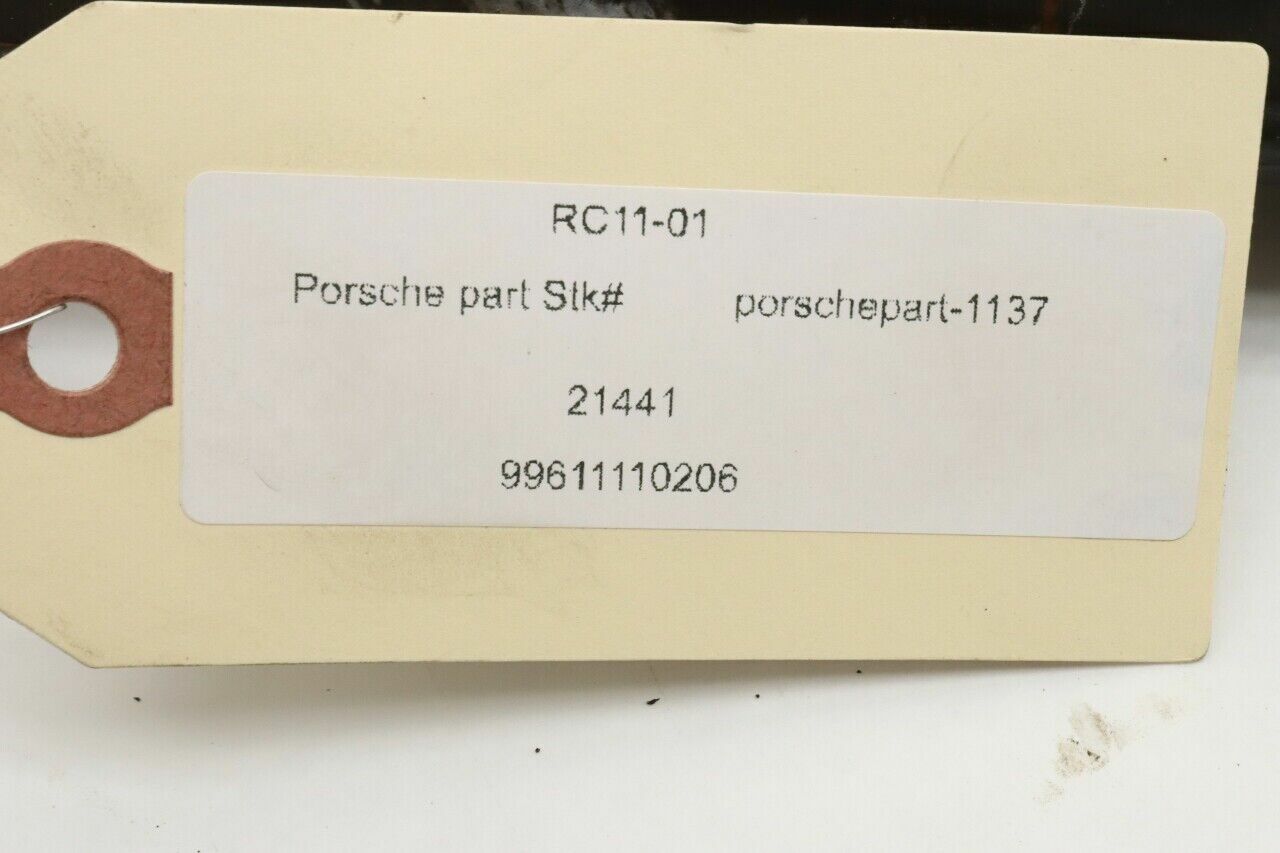 RC11-01
Porsche part Stk# porschepart-1137
21441
99611110206